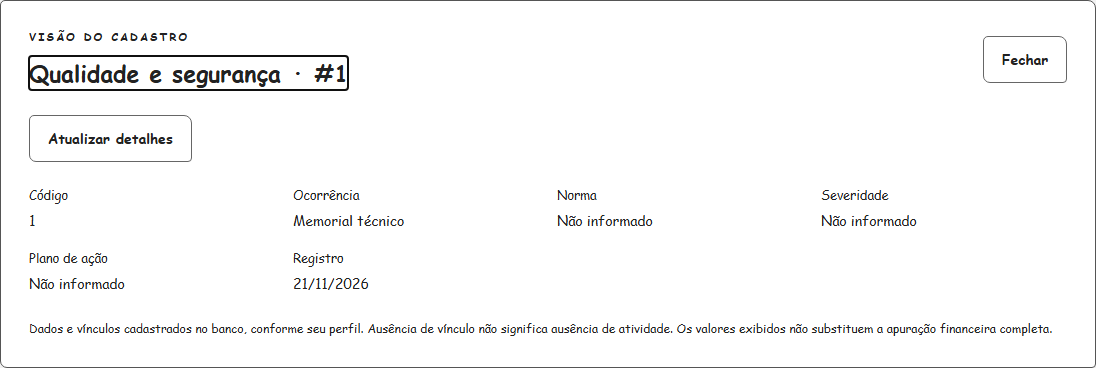 VISÃO DO CADASTRO
Qualidade e segurança · #1
Fechar
Atualizar detalhes
Código
Ocorrência
Norma
Severidade
1
Memorial técnico
Não informado
Não informado
Plano de ação
Registro
Não informado
21/11/2026
Dados e vínculos cadastrados no banco, conforme seu perfil. Ausência de vínculo não significa ausência de atividade. Os valores exibidos não substituem a apuração financeira completa.